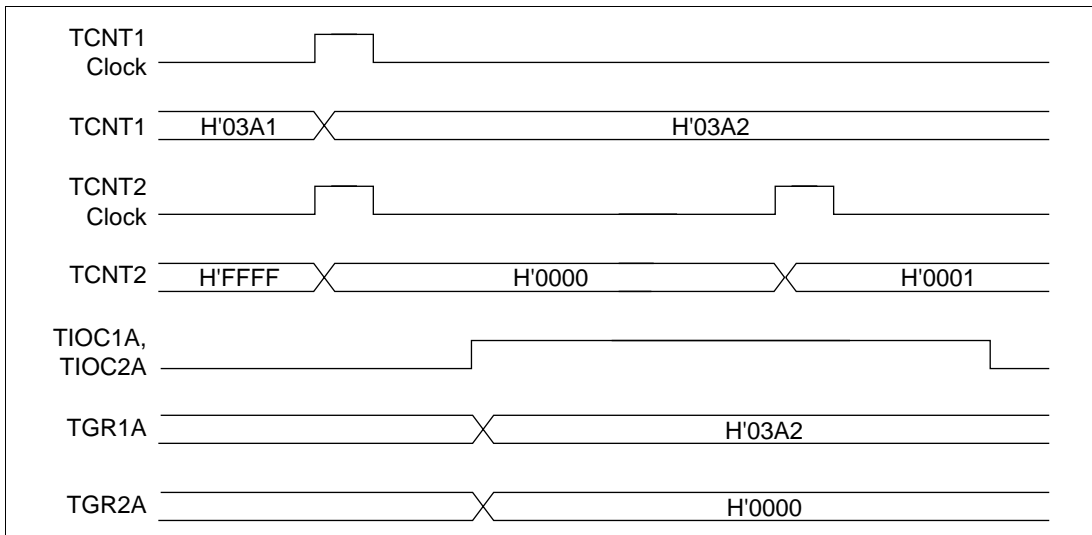 TCNT1
Clock
TCNT1 H'03A1 H'03A2
TCNT2
Clock
TCNT2 H'FFFF H'0000 H'0001
TIOC1A,
TIOC2A
TGR1A H'03A2
TGR2A H'0000